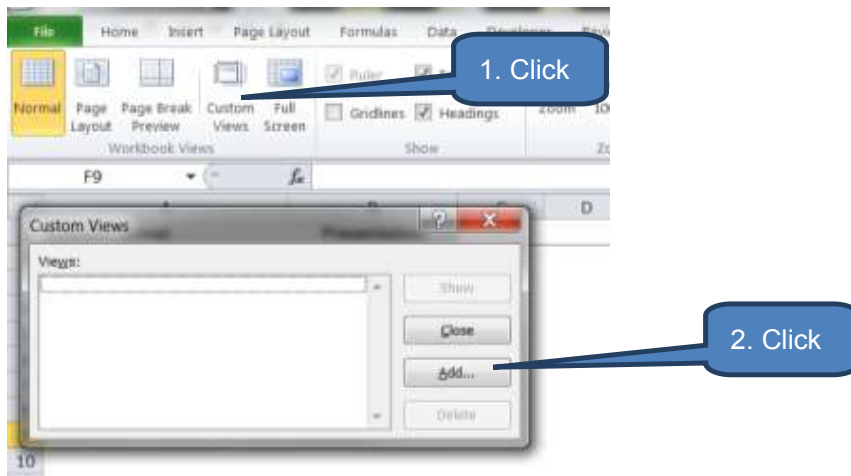 File Home Insert Page Layout Formulas Data
1. Click
Normal Page Layout Page Break Preview Custom Views Full Screen
Ruler
Gridlines Headings
Zoom
Workbook Views Show
F9 fx
D
Custom Views
Views:
Show
Close
2. Click
Add...
Delete
10